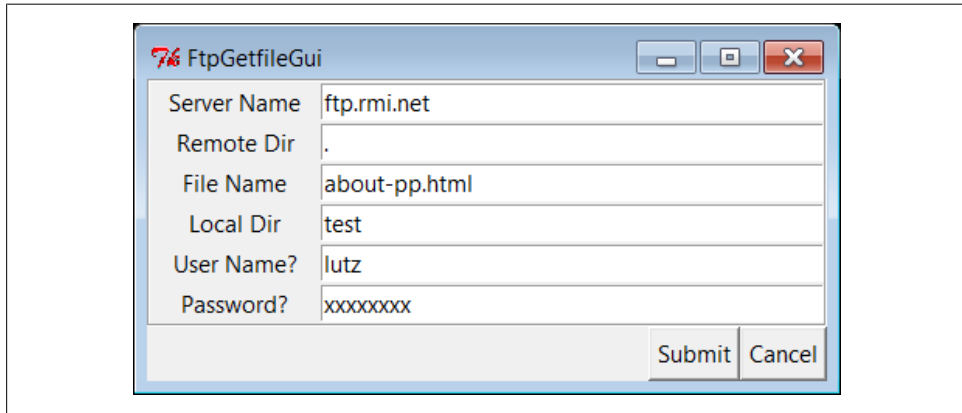 FtpGetfileGui
Server Name ftp.rmi.net
Remote Dir .
File Name about-pp.html
Local Dir test
User Name? lutz
Password? xxxxxxxx
Submit Cancel